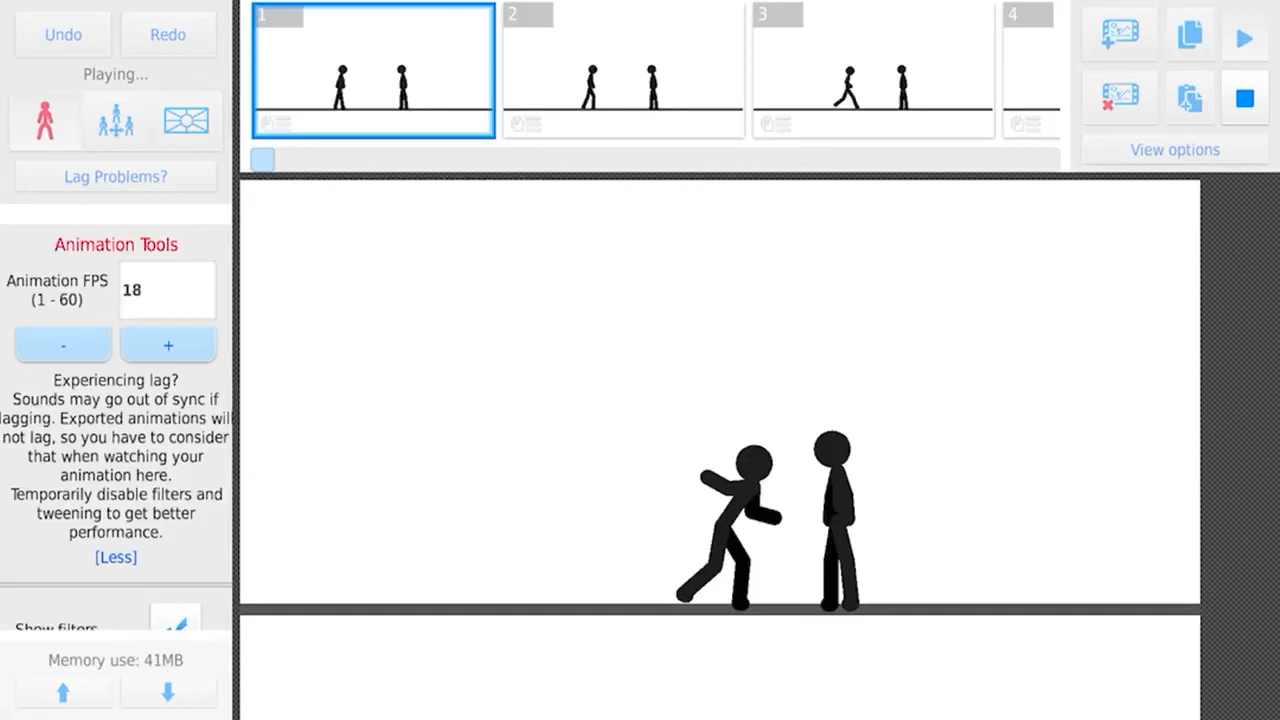 Undo
Redo
Playing...
Lag Problems?
Animation Tools
Animation FPS
(1 - 60)
18
-
+
Experiencing lag?
Sounds may go out of sync if
lagging. Exported animations will
not lag, so you have to consider
that when watching your
animation here.
Temporarily disable filters and
tweening to get better
performance.
[Less]
Show filters
Memory use: 41MB
1
2
3
4
View options